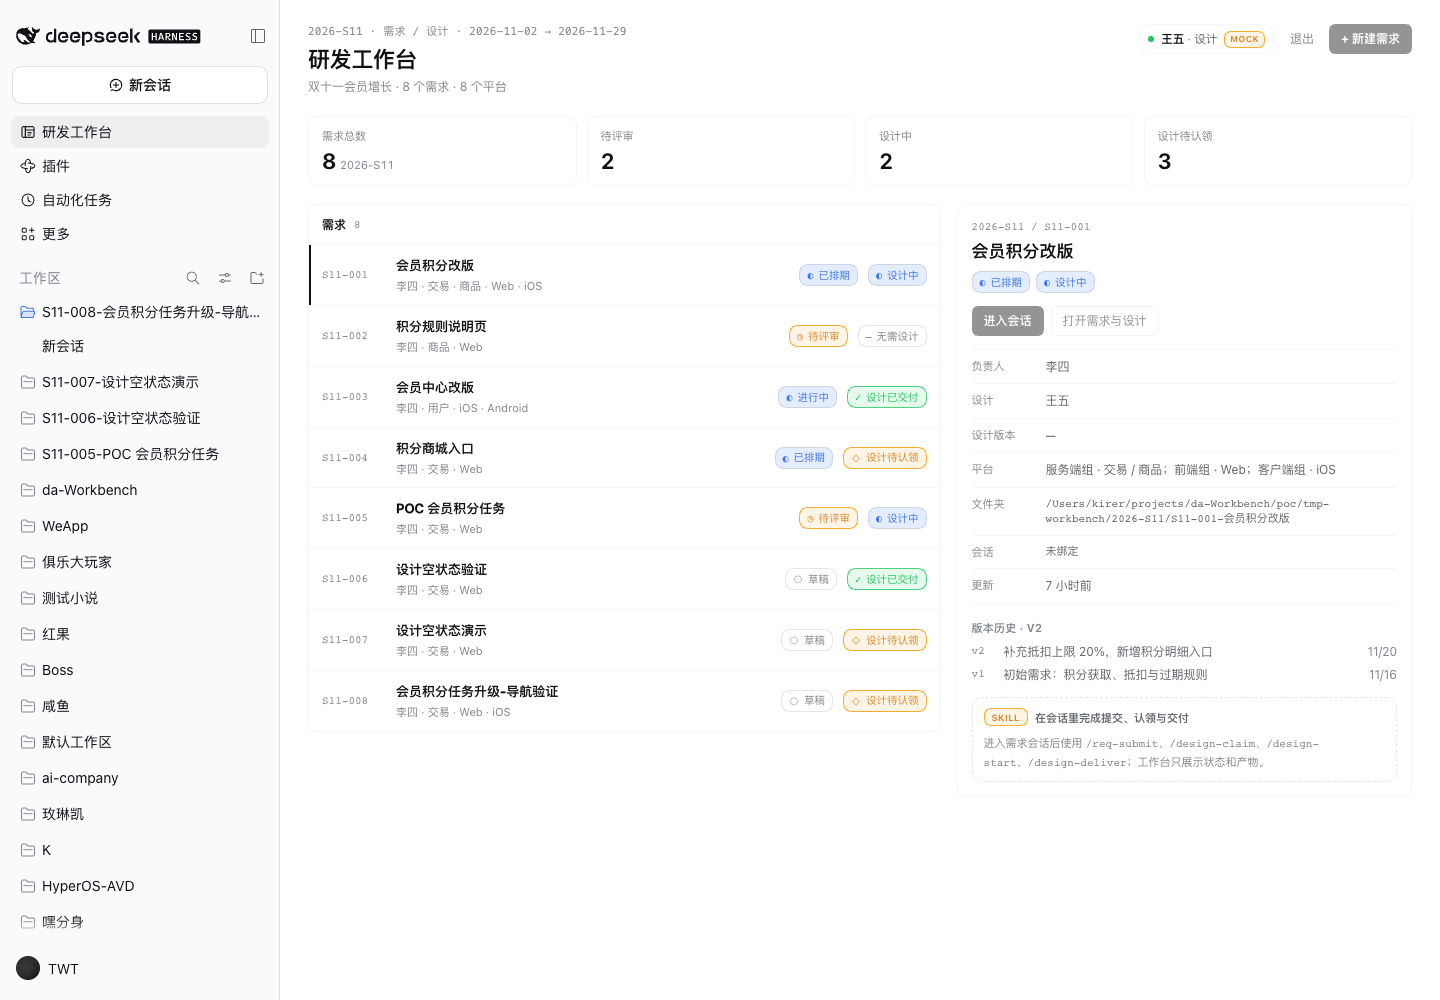 deepseek HARNESS
新会话
研发工作台
插件
自动化任务
更多
工作区
S11-008-会员积分任务升级-导航...
新会话
S11-007-设计空状态演示
S11-006-设计空状态验证
S11-005-POC 会员积分任务
da-Workbench
WeApp
俱乐大玩家
测试小说
红果
Boss
咸鱼
默认工作区
ai-company
玫琳凯
K
HyperOS-AVD
嘿分身
TWT
2026-S11 · 需求 / 设计 · 2026-11-02 → 2026-11-29
研发工作台
双十一会员增长 · 8 个需求 · 8 个平台
王五 · 设计 MOCK
退出
+ 新建需求
需求总数
8 2026-S11
待评审
2
设计中
2
设计待认领
3
需求 8
S11-001 会员积分改版 已排期 设计中
李四 · 交易 · 商品 · Web · iOS
S11-002 积分规则说明页 待评审 — 无需设计
李四 · 商品 · Web
S11-003 会员中心改版 进行中 ✓ 设计已交付
李四 · 用户 · iOS · Android
S11-004 积分商城入口 已排期 ◇ 设计待认领
李四 · 交易 · Web
S11-005 POC 会员积分任务 待评审 设计中
李四 · 交易 · Web
S11-006 设计空状态验证 草稿 ✓ 设计已交付
李四 · 交易 · Web
S11-007 设计空状态演示 草稿 ◇ 设计待认领
李四 · 交易 · Web
S11-008 会员积分任务升级-导航验证 草稿 ◇ 设计待认领
李四 · 交易 · Web · iOS
2026-S11 / S11-001
会员积分改版
已排期 设计中
进入会话 打开需求与设计
负责人 李四
设计 王五
设计版本 —
平台 服务端组 · 交易 / 商品；前端组 · Web；客户端组 · iOS
文件夹 /Users/kirer/projects/da-Workbench/poc/tmp-
workbench/2026-S11/S11-001-会员积分改版
会话 未绑定
更新 7 小时前
版本历史 · V2
v2 补充抵扣上限 20%，新增积分明细入口 11/20
v1 初始需求：积分获取、抵扣与过期规则 11/16
SKILL 在会话里完成提交、认领与交付
进入需求会话后使用 /req-submit、/design-claim、/design-
start、/design-deliver；工作台只展示状态和产物。